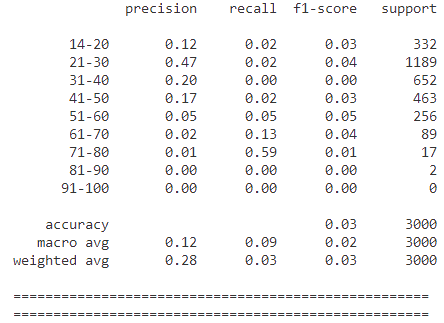 precision recall f1-score support
14-20 0.12 0.02 0.03 332
21-30 0.47 0.02 0.04 1189
31-40 0.20 0.00 0.00 652
41-50 0.17 0.02 0.03 463
51-60 0.05 0.05 0.05 256
61-70 0.02 0.13 0.04 89
71-80 0.01 0.59 0.01 17
81-90 0.00 0.00 0.00 2
91-100 0.00 0.00 0.00 0
accuracy 0.03 3000
macro avg 0.12 0.09 0.02 3000
weighted avg 0.28 0.03 0.03 3000
====================================================
====================================================